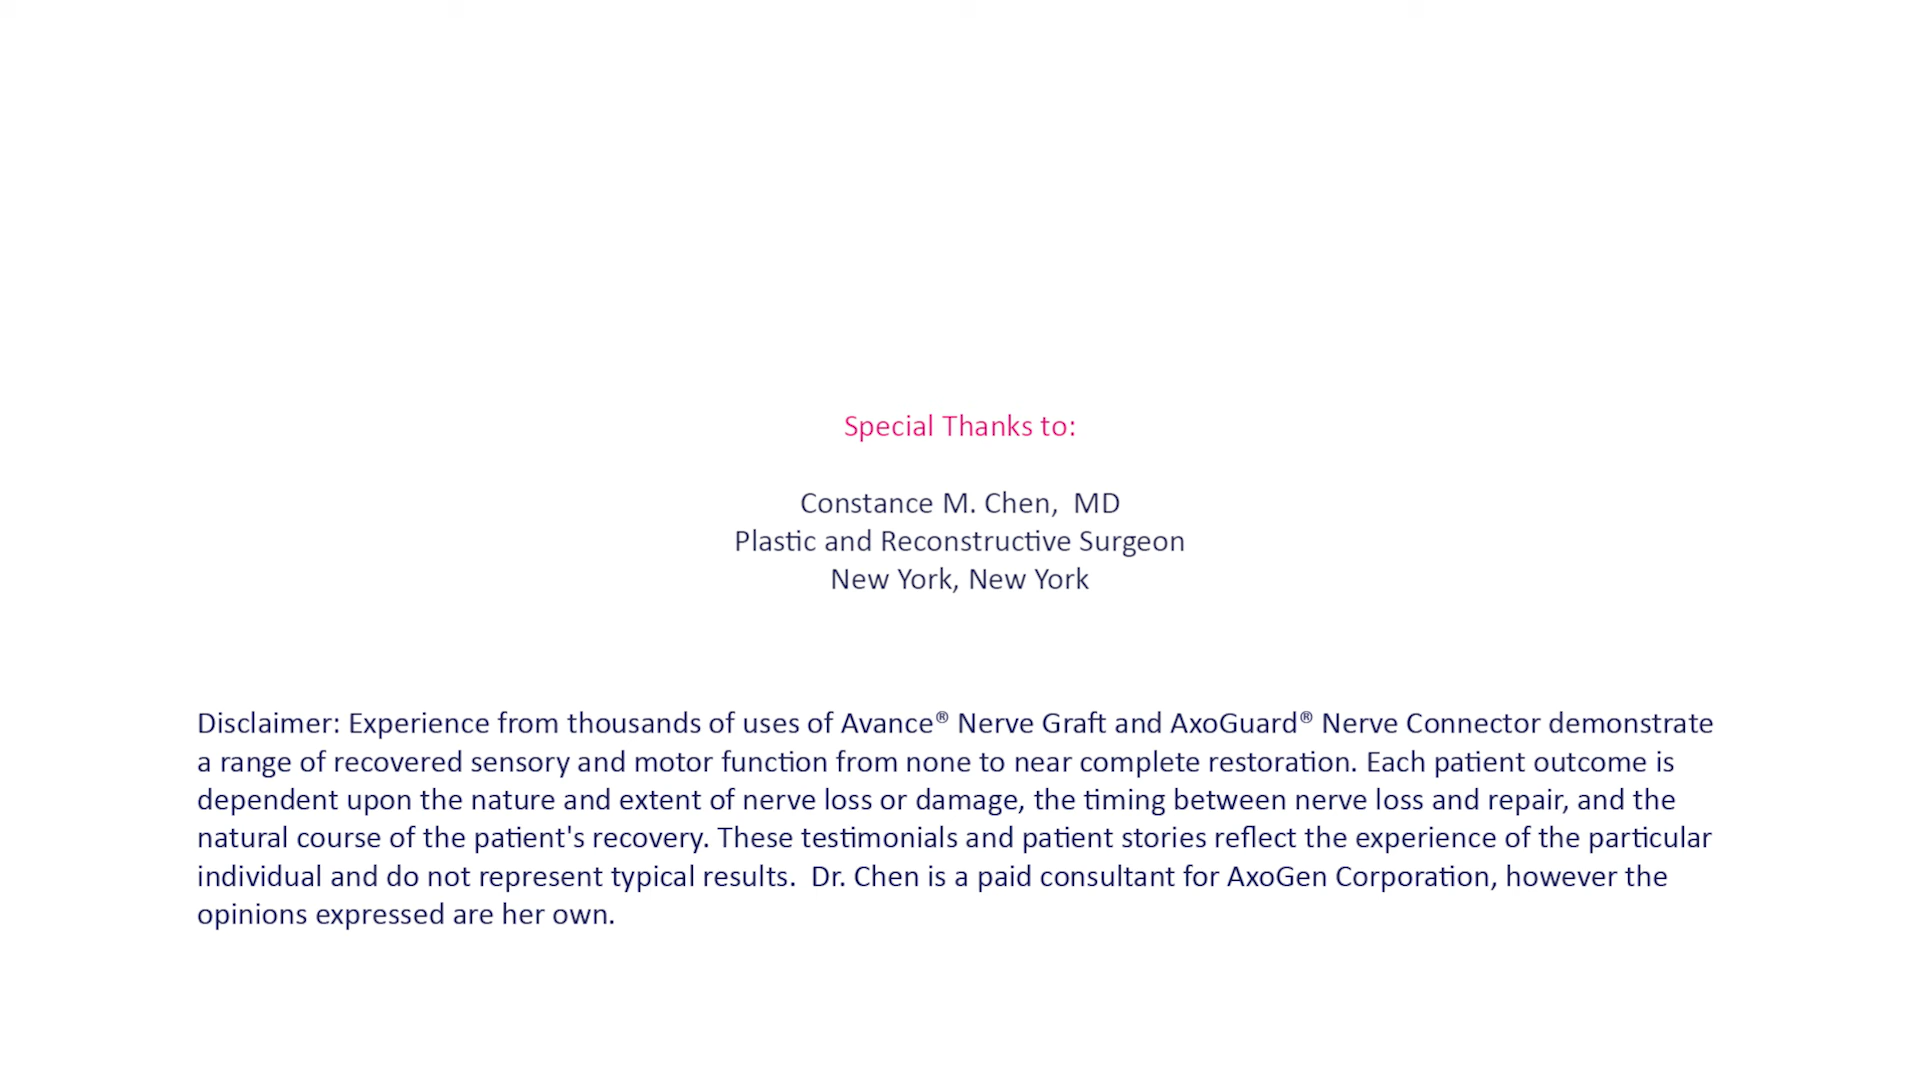 Special Thanks to:
Constance M. Chen,  MD
Plastic and Reconstructive Surgeon
New York, New York
Disclaimer: Experience from thousands of uses of Avance® Nerve Graft and AxoGuard® Nerve Connector demonstrate
a range of recovered sensory and motor function from none to near complete restoration. Each patient outcome is
dependent upon the nature and extent of nerve loss or damage, the timing between nerve loss and repair, and the
natural course of the patient's recovery. These testimonials and patient stories reflect the experience of the particular
individual and do not represent typical results.  Dr. Chen is a paid consultant for AxoGen Corporation, however the
opinions expressed are her own.